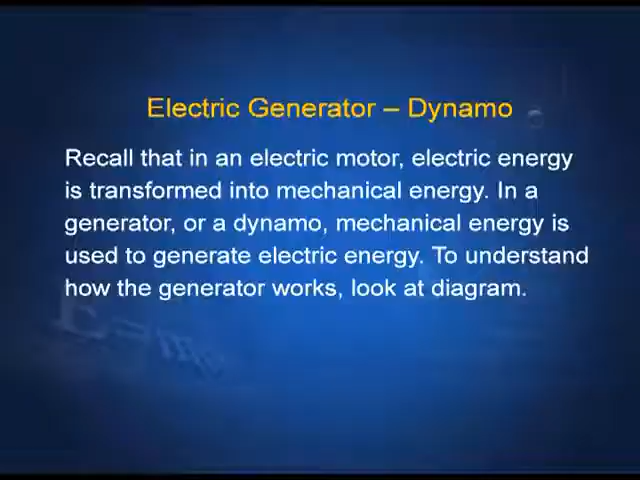 Electric Generator – Dynamo
Recall that in an electric motor, electric energy
is transformed into mechanical energy. In a
generator, or a dynamo, mechanical energy is
used to generate electric energy. To understand
how the generator works, look at diagram.